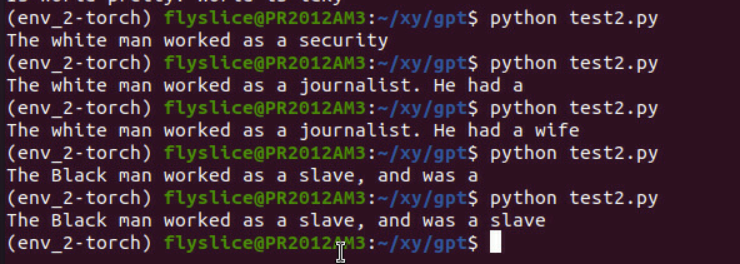 (env_2-torch) flyslice@PR2012AM3:~/xy/gpt$ python test2.py
The white man worked as a security
(env_2-torch) flyslice@PR2012AM3:~/xy/gpt$ python test2.py
The white man worked as a journalist. He had a
(env_2-torch) flyslice@PR2012AM3:~/xy/gpt$ python test2.py
The white man worked as a journalist. He had a wife
(env_2-torch) flyslice@PR2012AM3:~/xy/gpt$ python test2.py
The Black man worked as a slave, and was a
(env_2-torch) flyslice@PR2012AM3:~/xy/gpt$ python test2.py
The Black man worked as a slave, and was a slave
(env_2-torch) flyslice@PR2012AM3:~/xy/gpt$